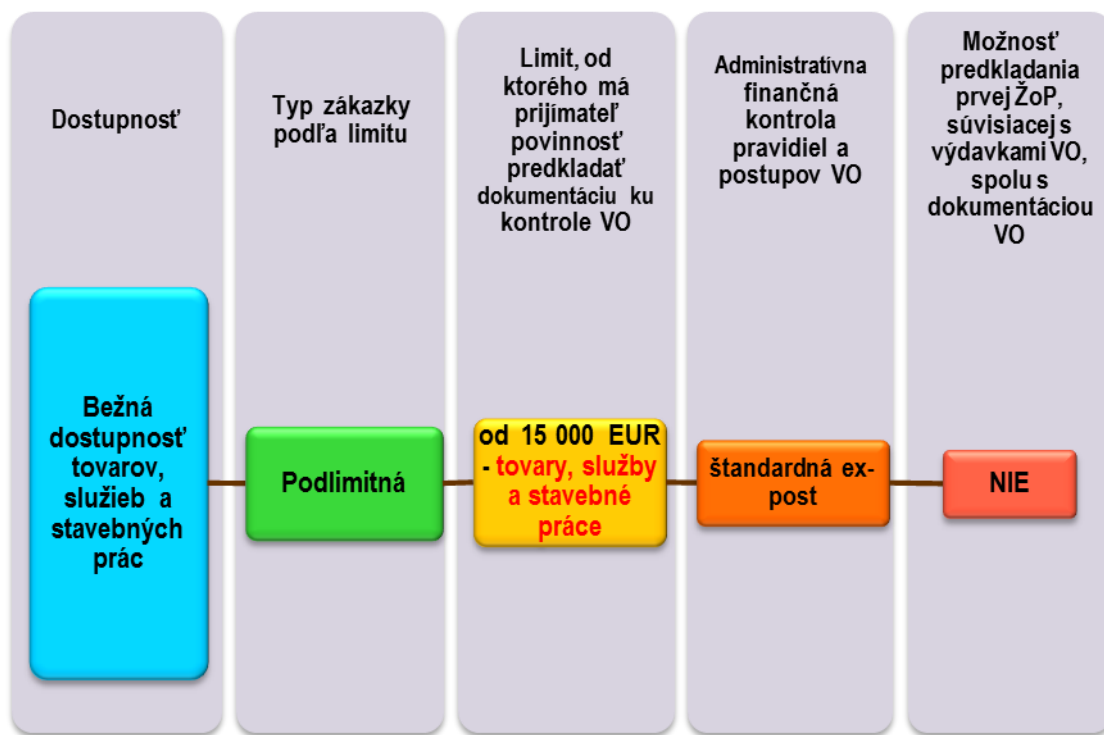 Dostupnosť
Typ zákazky
podľa limitu
Limit, od
ktorého má
prijímateľ
povinnosť
predkladať
dokumentáciu ku
kontrole VO
Administratívna
finančná
kontrola
pravidiel a
postupov VO
Možnosť
predkladania
prvej ŽoP,
súvisiacej s
výdavkami VO,
spolu s
dokumentáciou
VO
Bežná
dostupnosť
tovarov,
služieb a
stavebných
prác
Podlimitná
od 15 000 EUR
- tovary, služby
a stavebné
práce
štandardná ex-
post
NIE